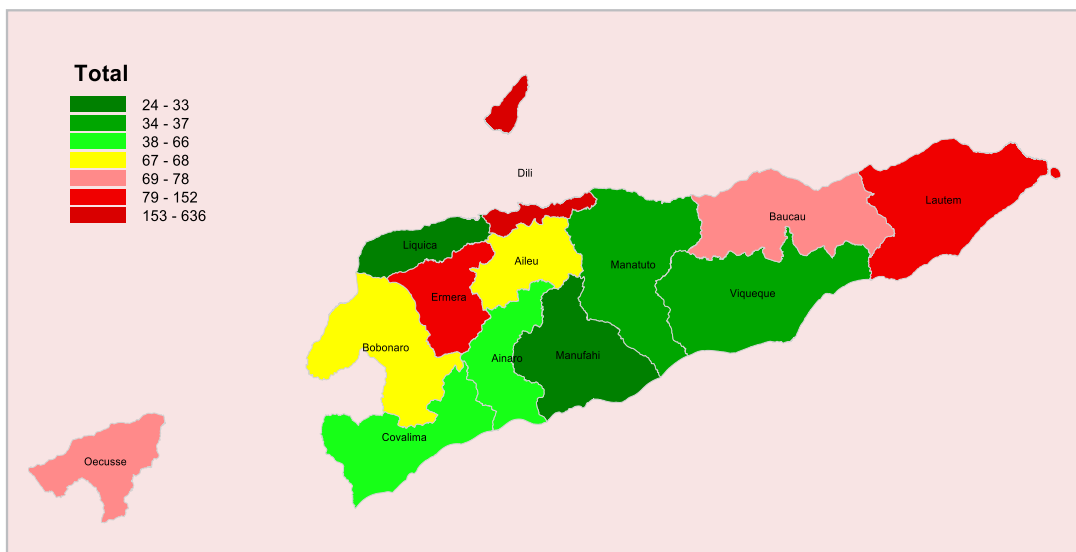 Total
24 - 33
34 - 37
38 - 66
67 - 68
69 - 78
79 - 152
153 - 636
Dili
Lautem
Baucau
Liquica
Aileu
Manatuto
Viqueque
Ermera
Bobonaro
Ainaro
Manufahi
Covalima
Oecusse